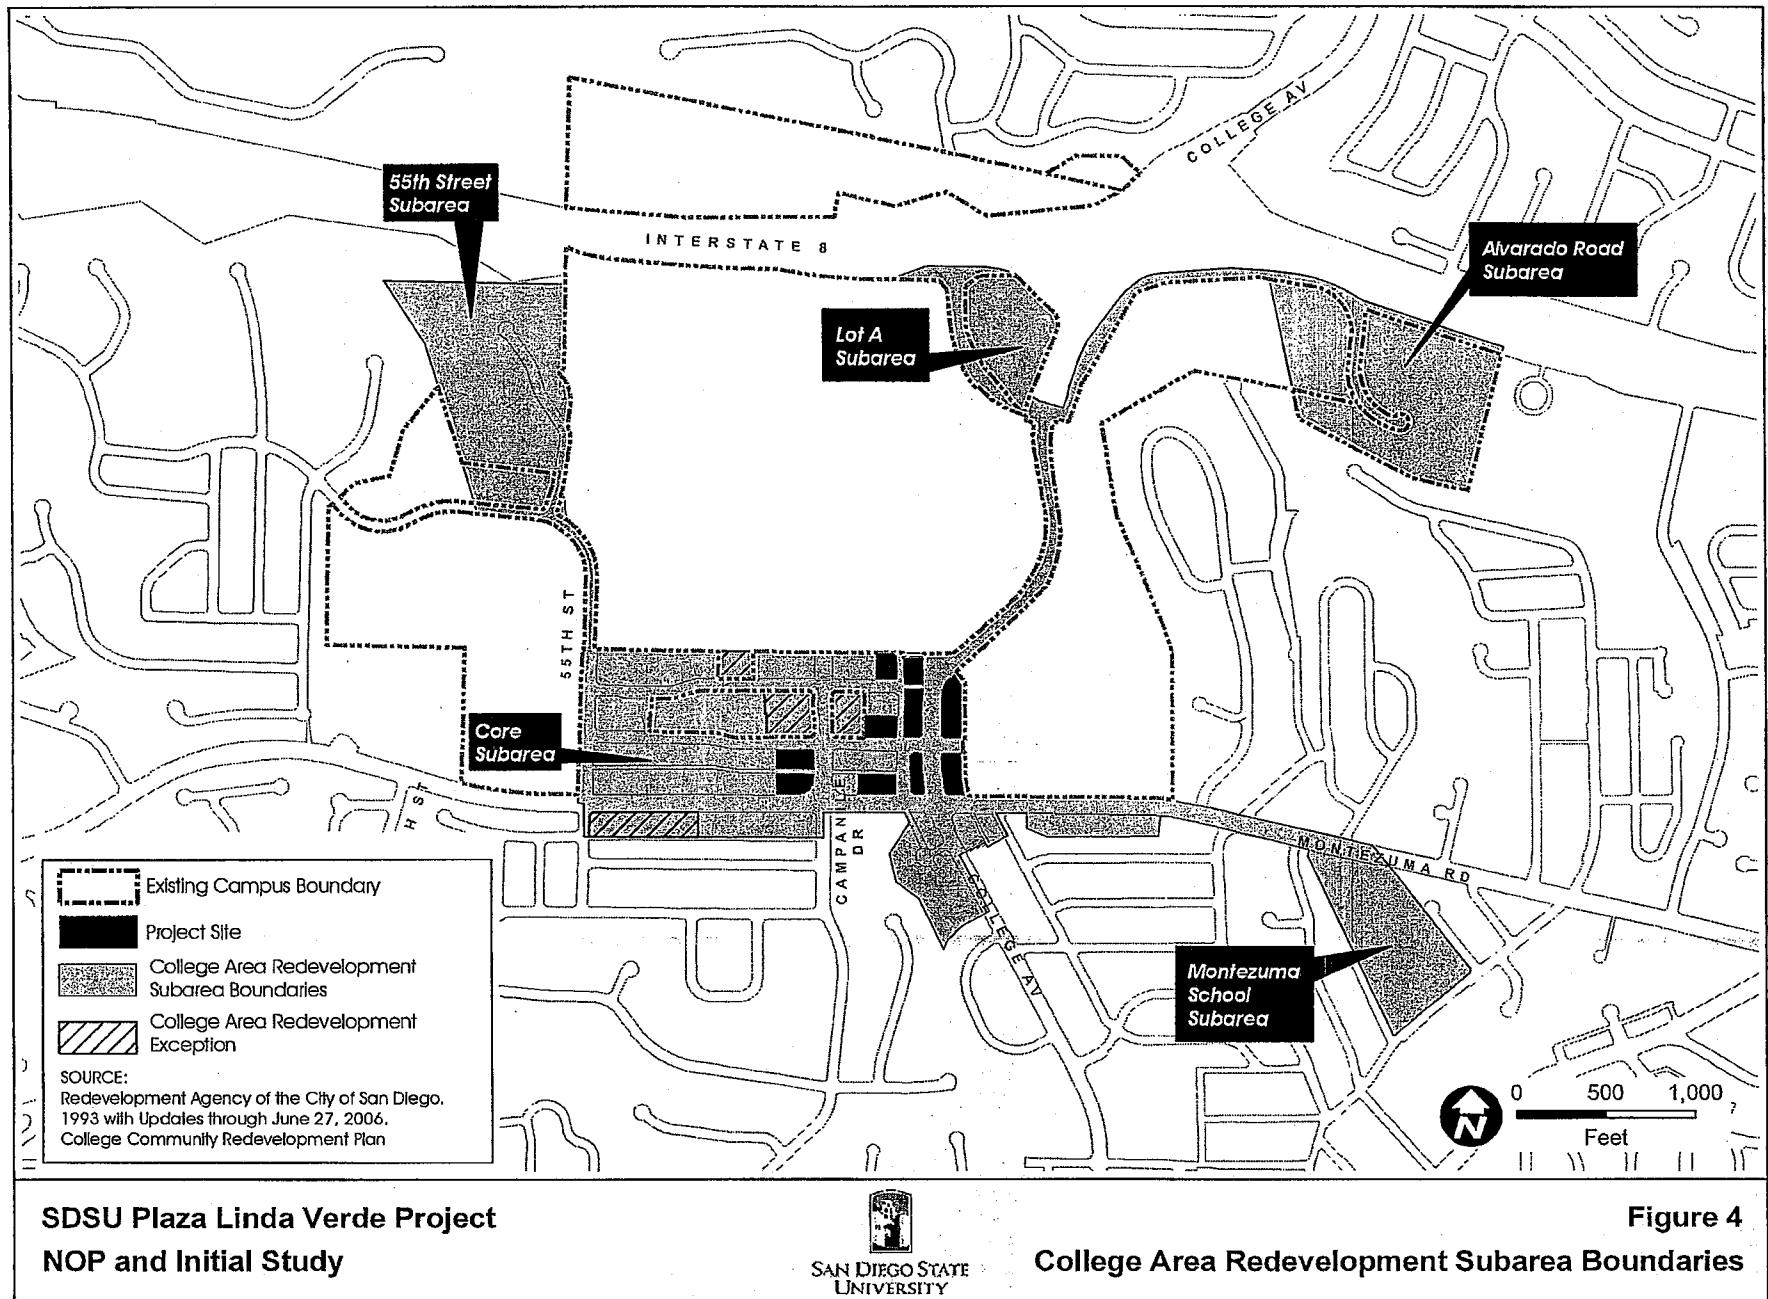 COLLEGE AV
55th Street
Subarea
INTERSTATE 8
Alvarado Road
Subarea
Lot A
Subarea
55TH ST
Core
Subarea
H ST
CAMPAN
DR
MONTEZUMA RD
COLLEGE AV
Montezuma
School
Subarea
Existing Campus Boundary
Project Site
College Area Redevelopment
Subarea Boundaries
College Area Redevelopment
Exception
SOURCE:
Redevelopment Agency of the City of San Diego.
1993 with Updates through June 27, 2006.
College Community Redevelopment Plan
N
0 500 1,000
Feet
SDSU Plaza Linda Verde Project
NOP and Initial Study
SAN DIEGO STATE
UNIVERSITY
Figure 4
College Area Redevelopment Subarea Boundaries